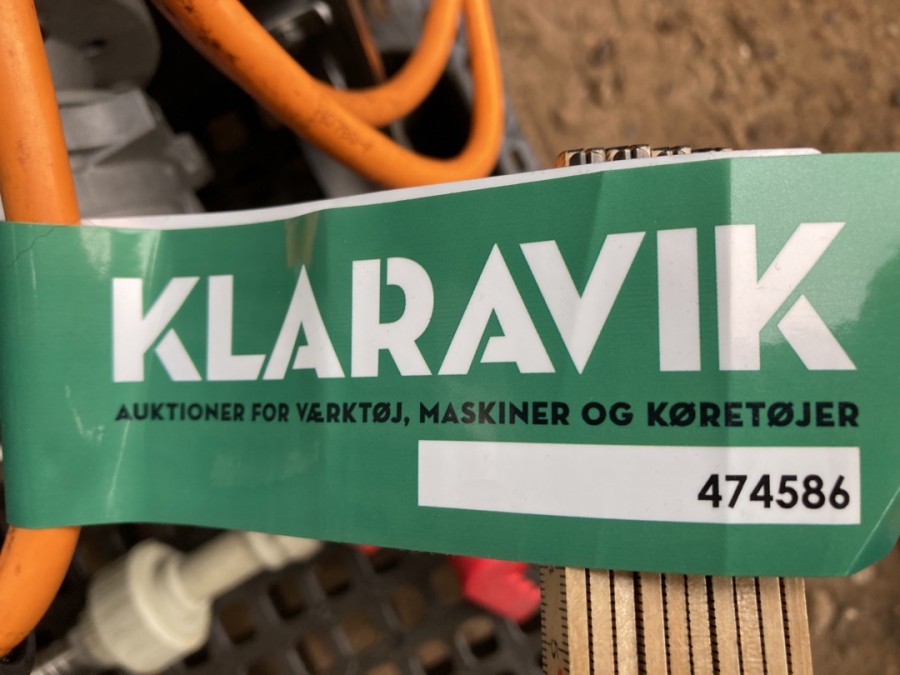 KLARAVIK
AUKTIONER FOR VÆRKTØJ, MASKINER OG KØRETØJER
474586